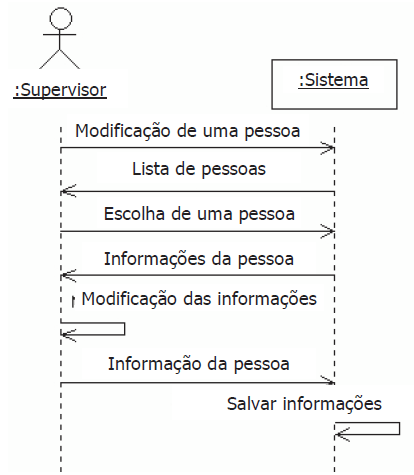 :Supervisor
:Sistema
Modificação de uma pessoa
Lista de pessoas
Escolha de uma pessoa
Informações da pessoa
Modificação das informações
Informação da pessoa
Salvar informações